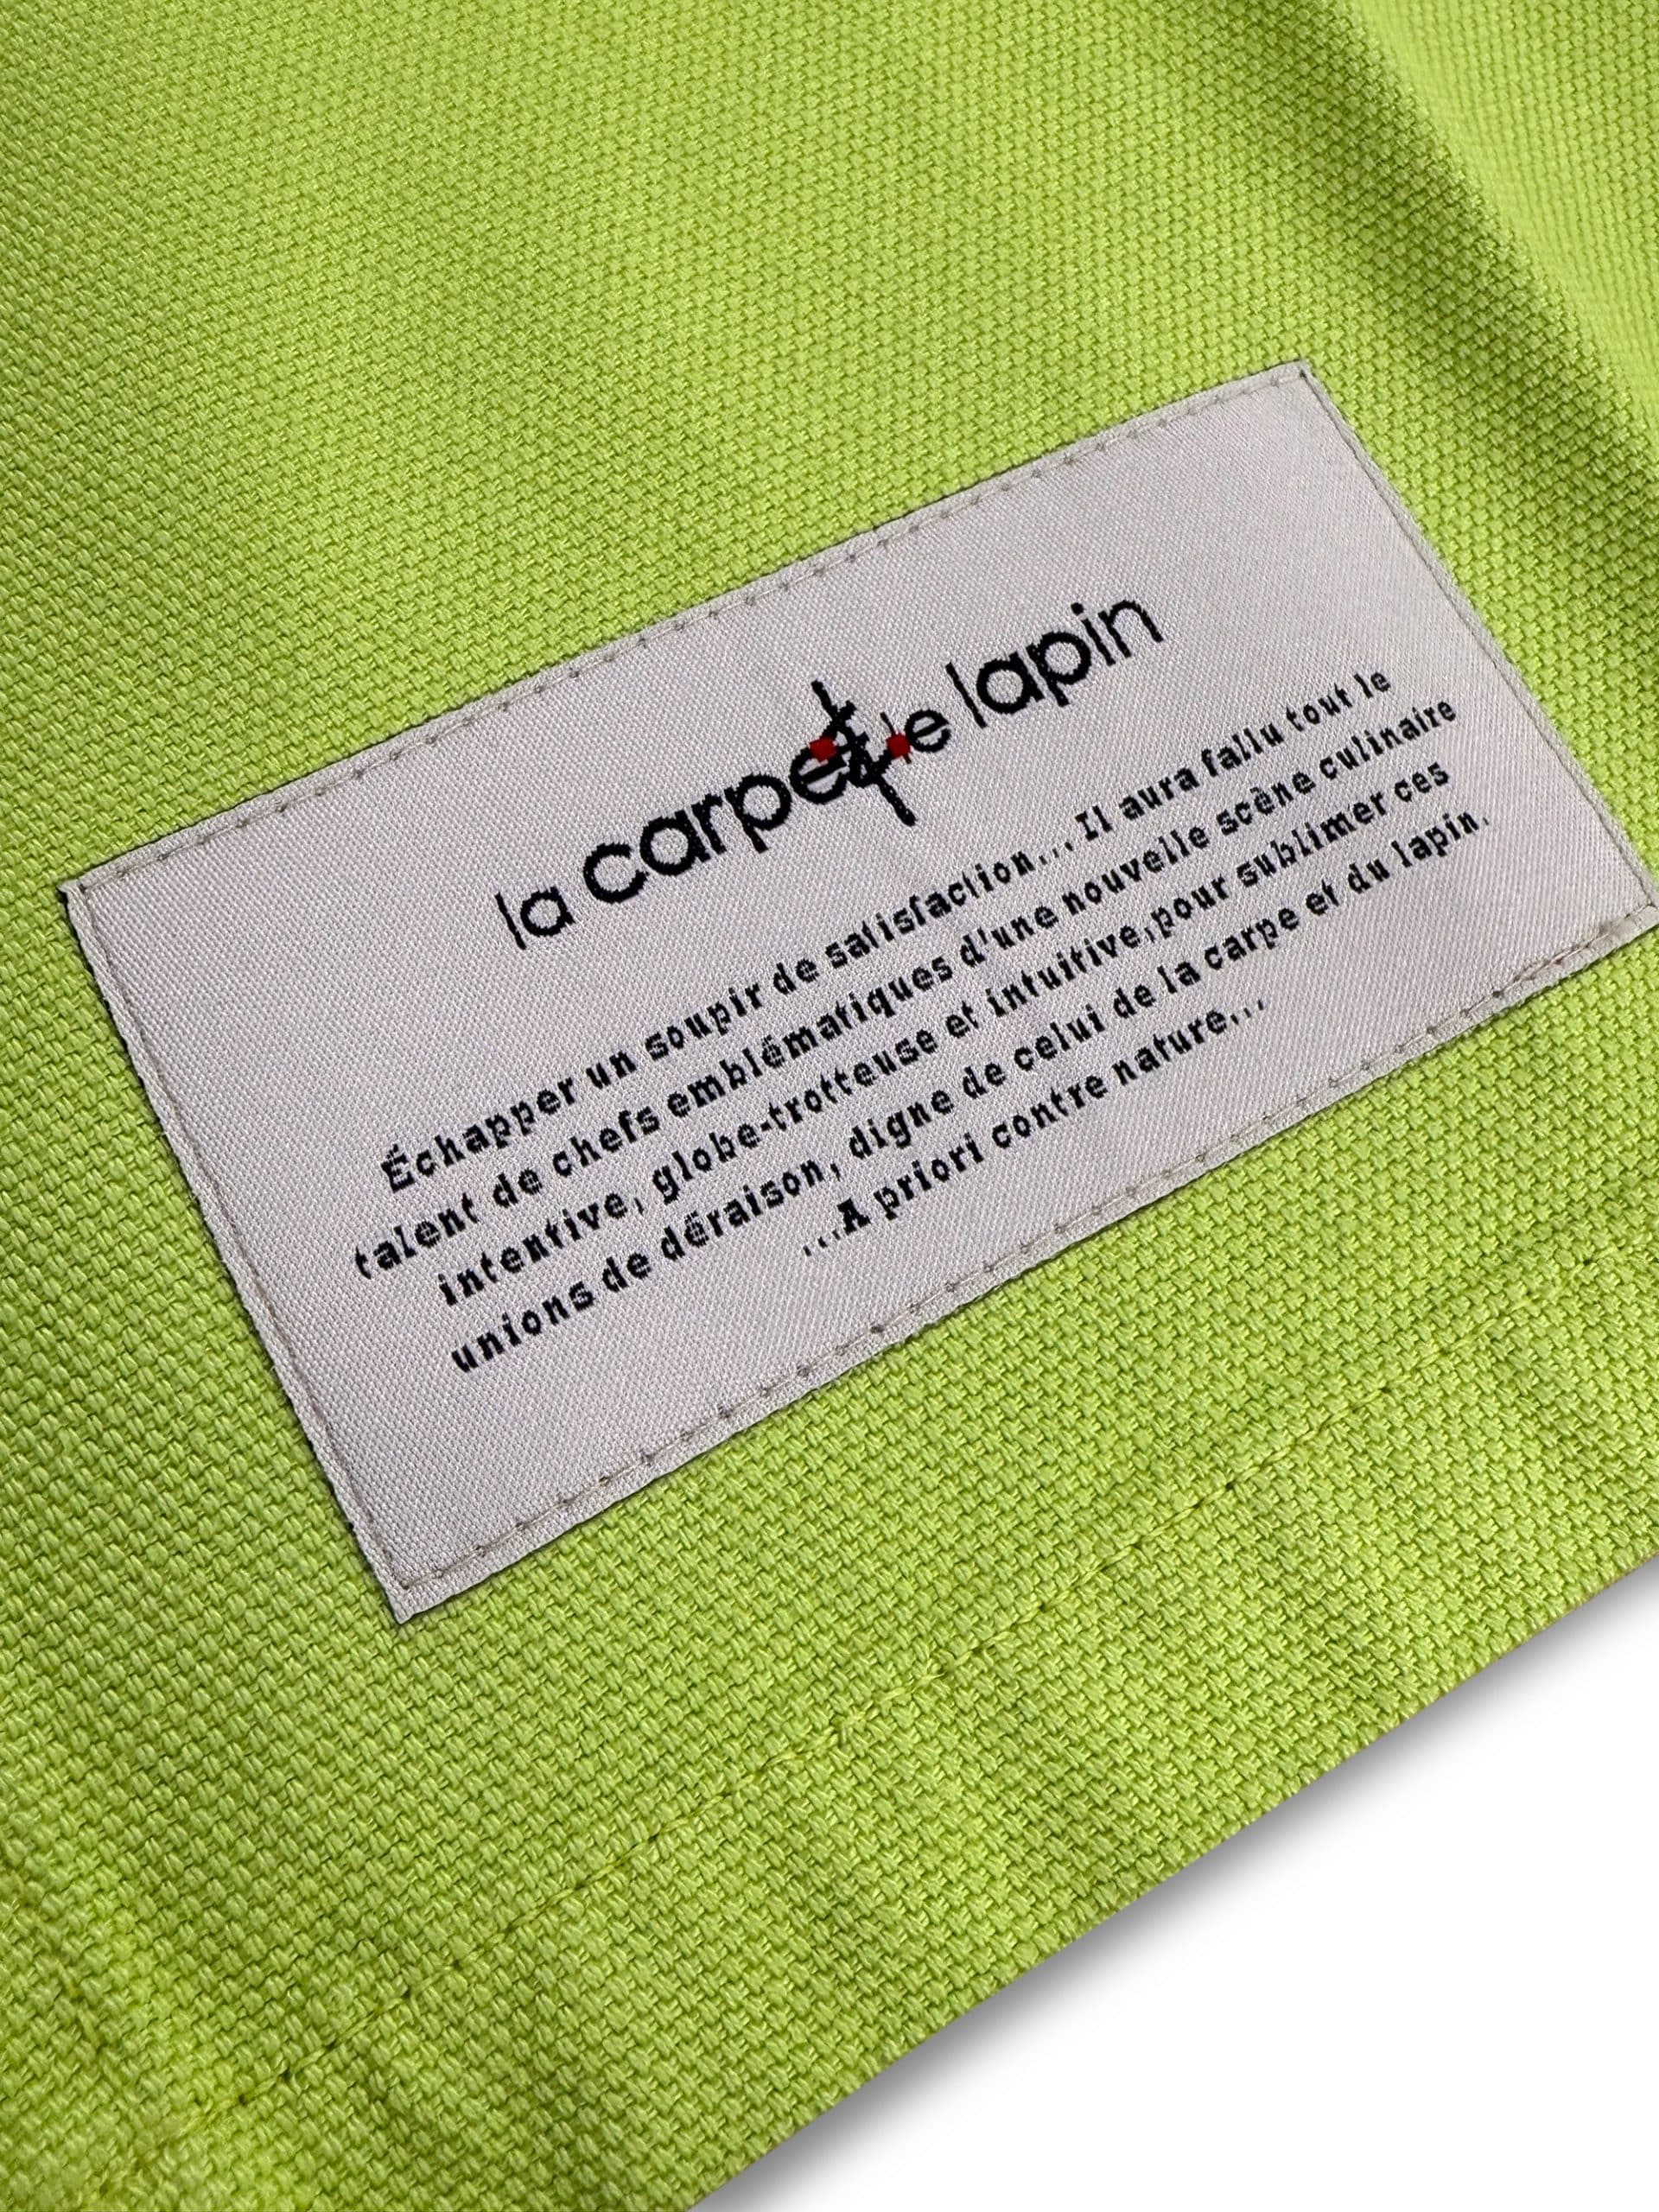 la carpe et le lapin
Échapper un soupir de satisfaction... Il aura fallu tout le
talent de chefs emblématiques d'une nouvelle scène culinaire
intentive, globe-trotteuse et intuitive, pour sublimer ces
unions de déraison, digne de celui de la carpe et du lapin.
...A priori contre nature...